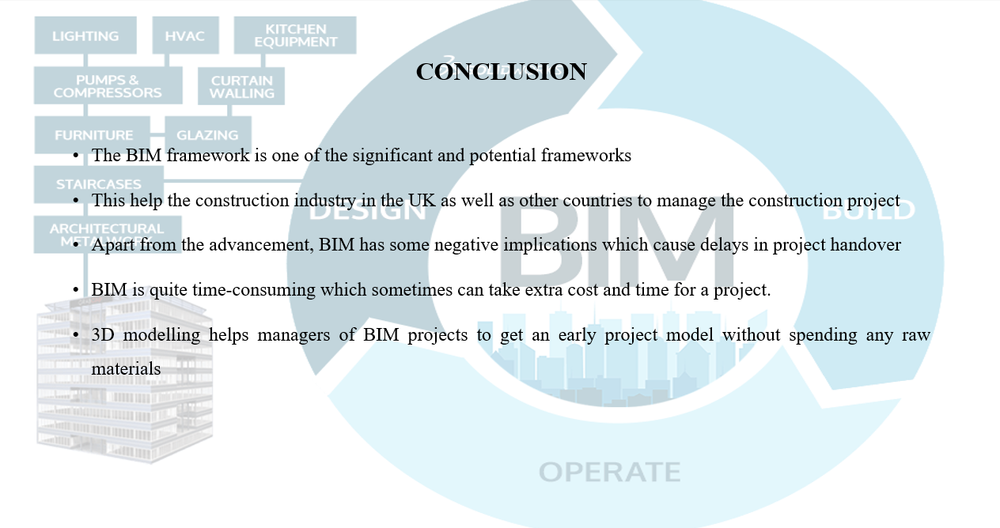 LIGHTING
HVAC
KITCHEN
EQUIPMENT
PUMPS &
COMPRESSORS
CURTAIN
WALLING
FURNITURE
GLAZING
STAIRCASES
ARCHITECTURAL
METALWORK
SOLIDWORKS
CONCLUSION
• The BIM framework is one of the significant and potential frameworks
• This help the construction industry in the UK as well as other countries to manage the construction project
• Apart from the advancement, BIM has some negative implications which cause delays in project handover
• BIM is quite time-consuming which sometimes can take extra cost and time for a project.
• 3D modelling helps managers of BIM projects to get an early project model without spending any raw
materials
DESIGN
BIM
BUILD
OPERATE